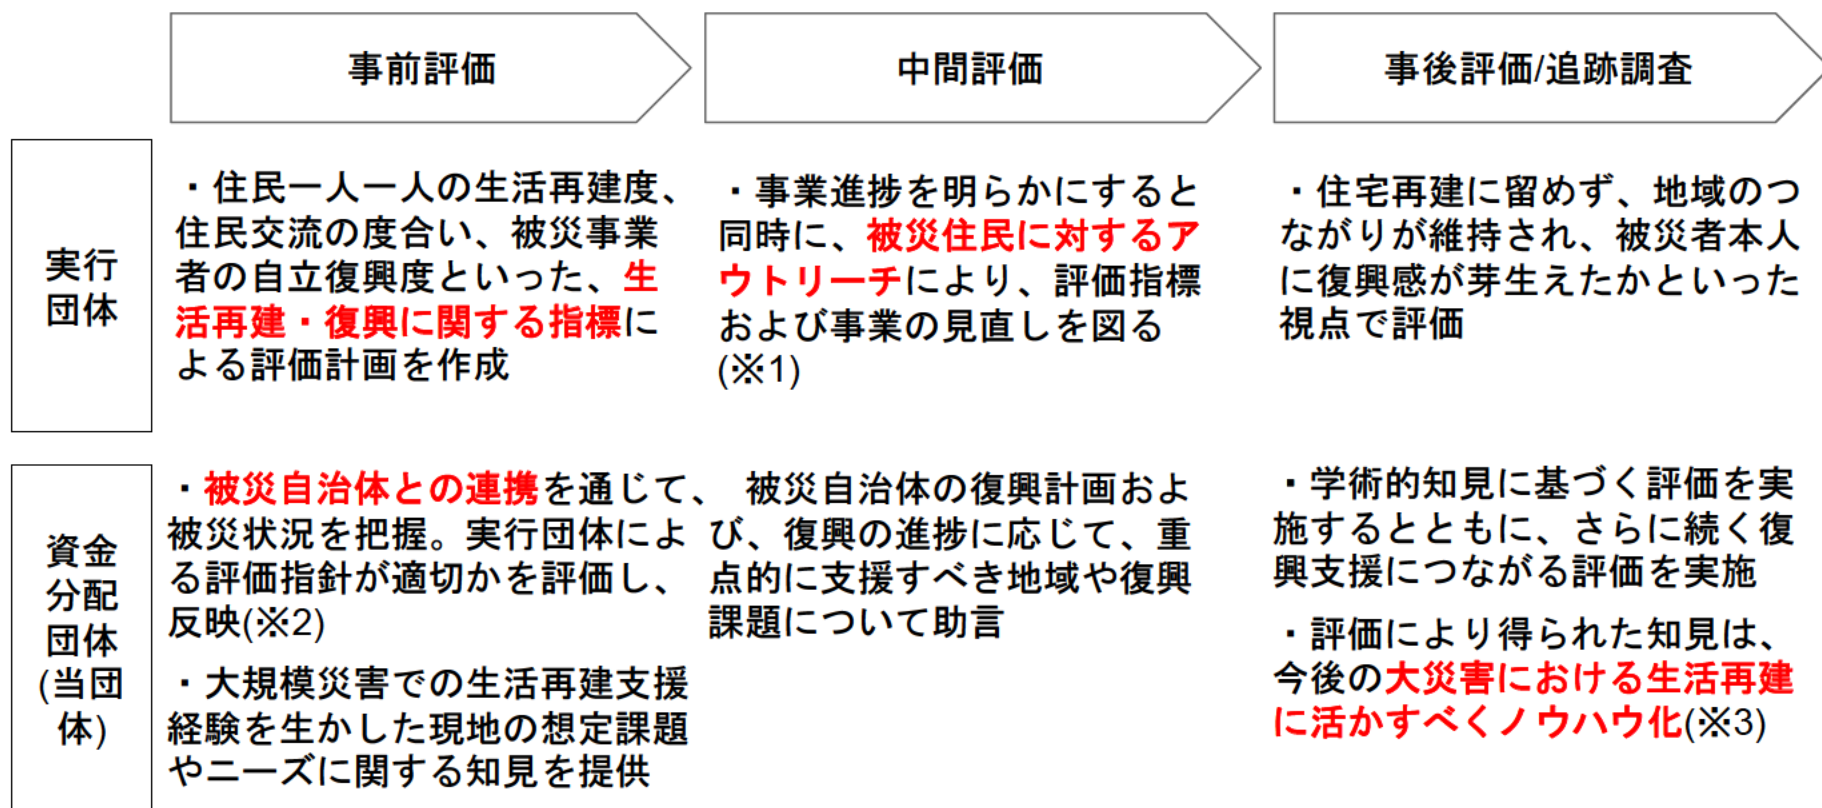 事前評価
中間評価
事後評価/追跡調査
実行
団体
・住民一人一人の生活再建度、
住民交流の度合い、被災事業
者の自立復興度といった、生
活再建・復興に関する指標に
よる評価計画を作成
・事業進捗を明らかにすると
同時に、被災住民に対するア
ウトリーチにより、評価指標
および事業の見直しを図る
(※1)
・住宅再建に留めず、地域のつ
ながりが維持され、被災者本人
に復興感が芽生えたかといった
視点で評価
資金
分配
団体
(当団
体)
・被災自治体との連携を通じて、
被災状況を把握。実行団体によ
る評価指針が適切かを評価し、
反映(※2)
・大規模災害での生活再建支援
経験を生かした現地の想定課題
やニーズに関する知見を提供
被災自治体の復興計画およ
び、復興の進捗に応じて、重
点的に支援すべき地域や復興
課題について助言
・学術的知見に基づく評価を実
施するとともに、さらに続く復
興支援につながる評価を実施
・評価により得られた知見は、
今後の大災害における生活再建
に活かすべくノウハウ化(※3)